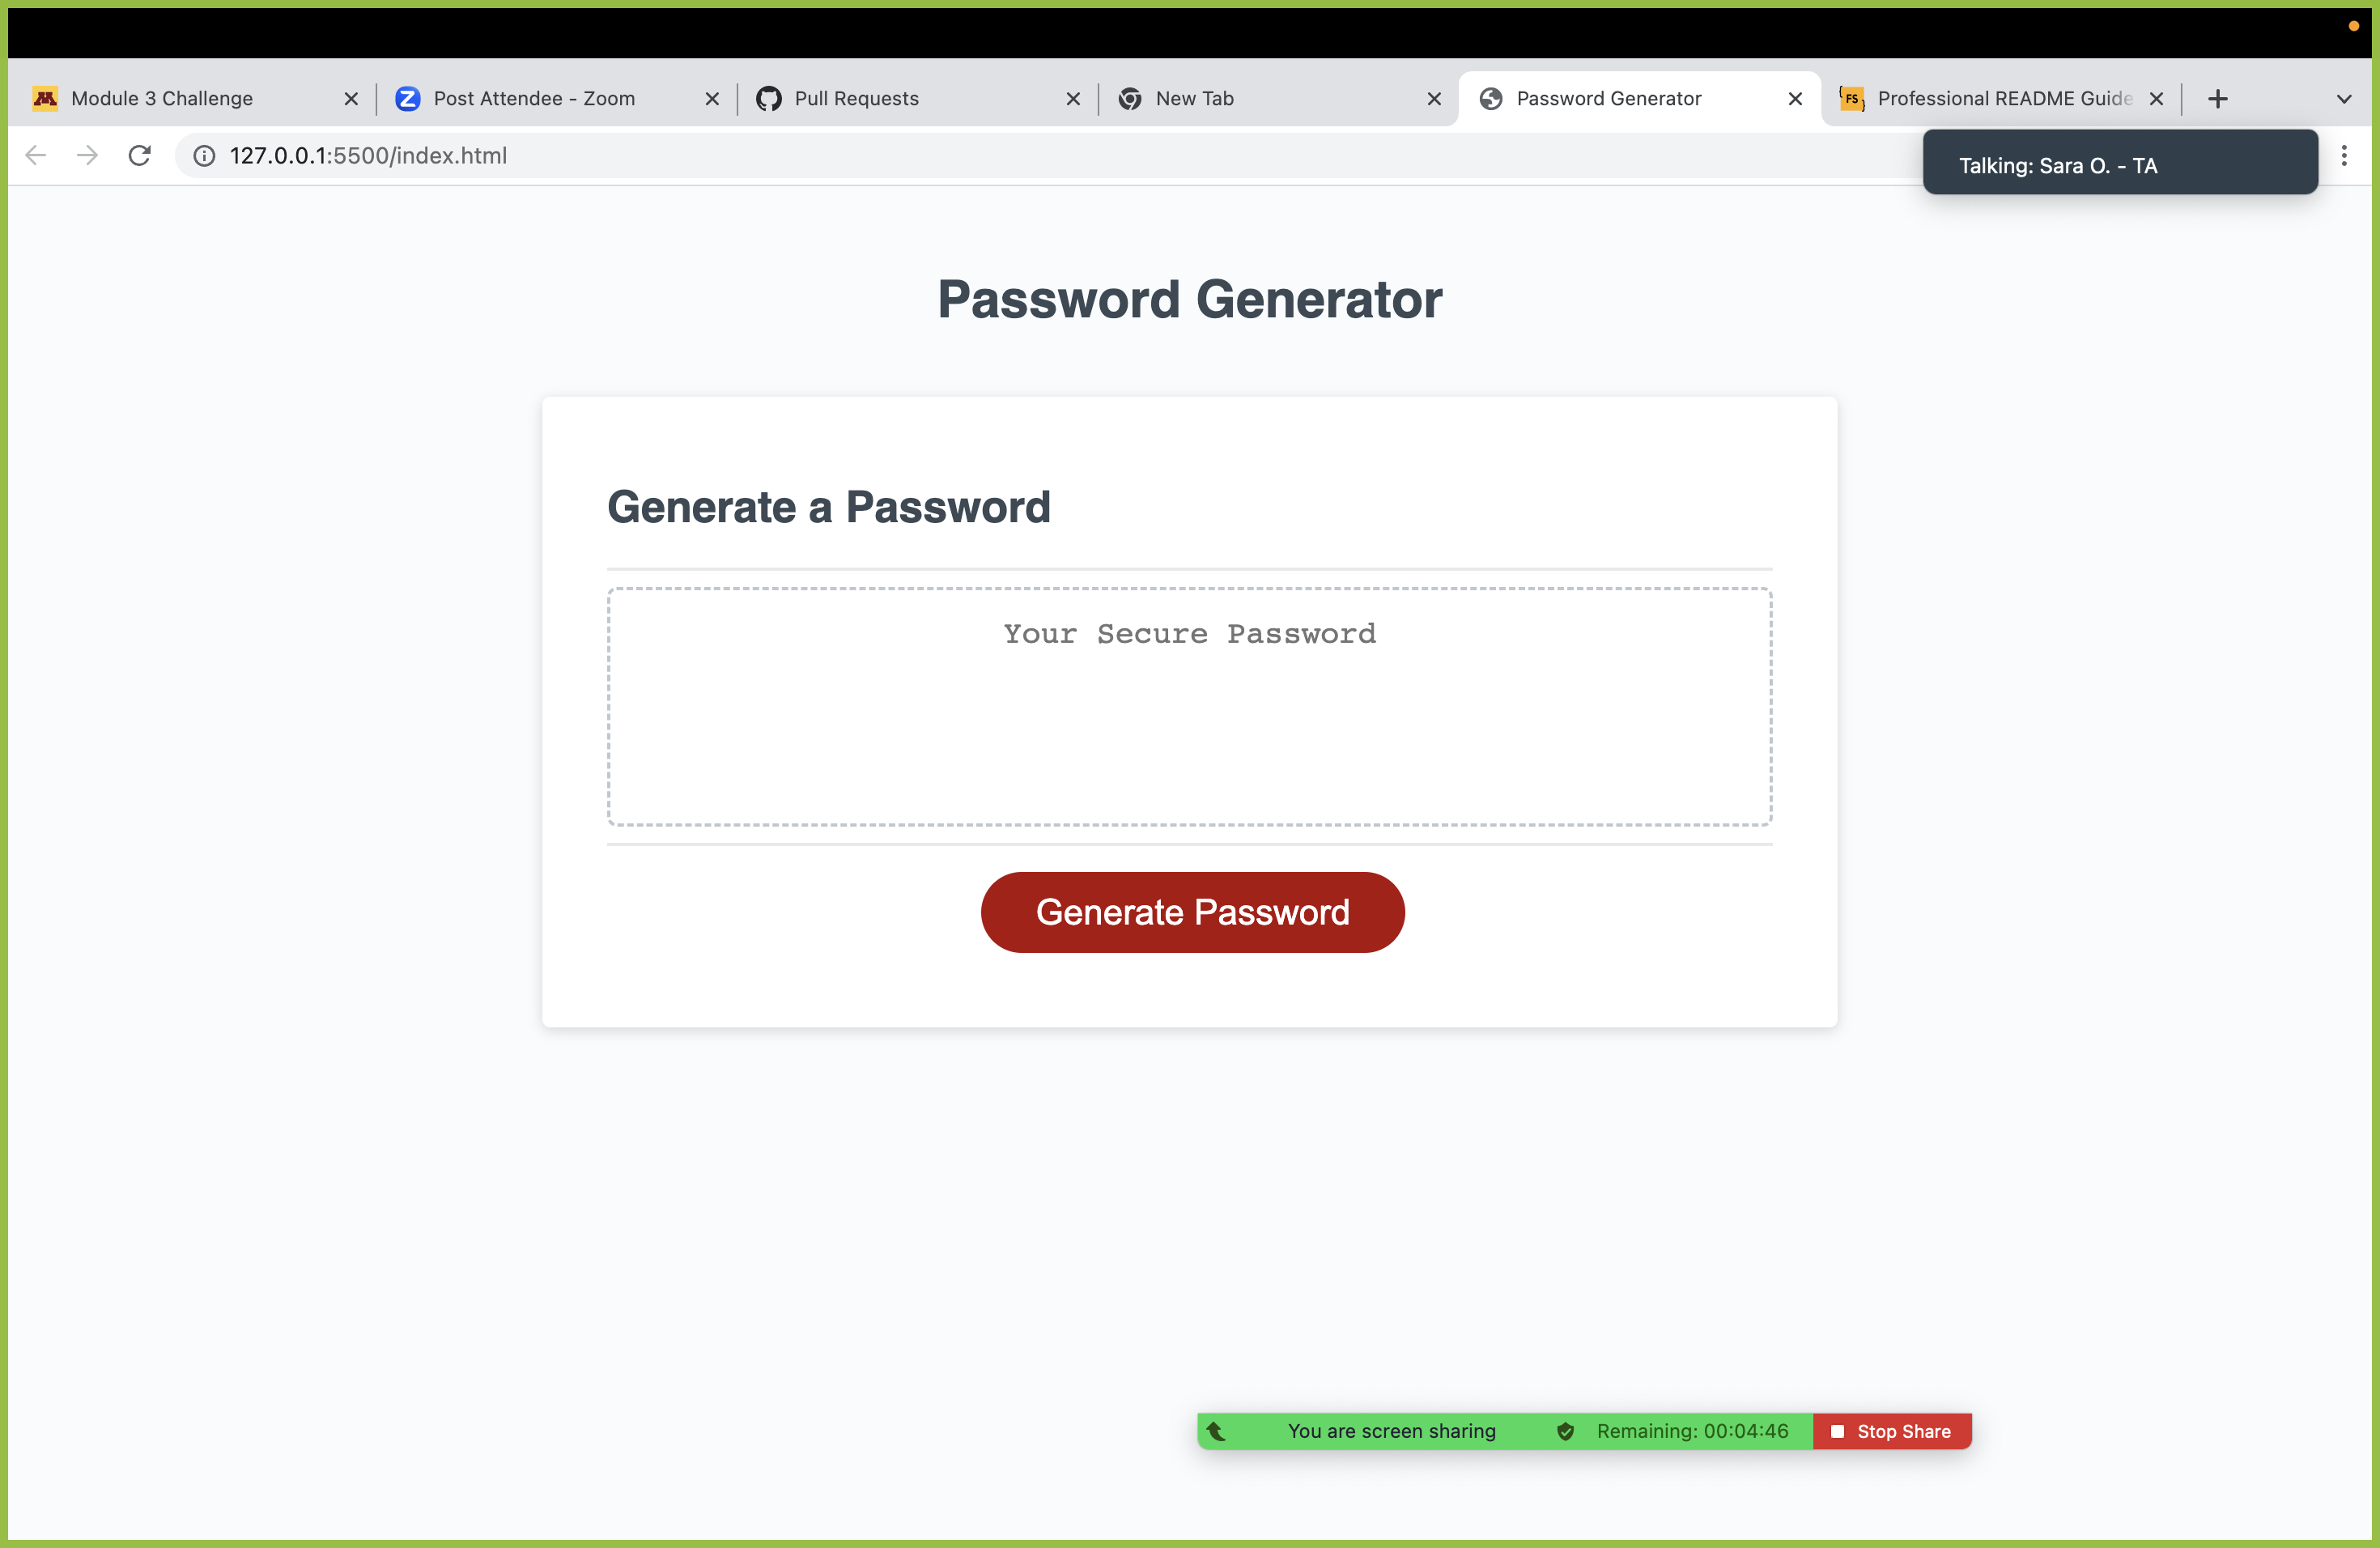 Module 3 Challenge
Post Attendee - Zoom
Pull Requests
New Tab
Password Generator
FS
Professional README Guide
127.0.0.1:5500/index.html
Talking: Sara O. - TA
Password Generator
Generate a Password
Your Secure Password
Generate Password
You are screen sharing
Remaining: 00:04:46
Stop Share